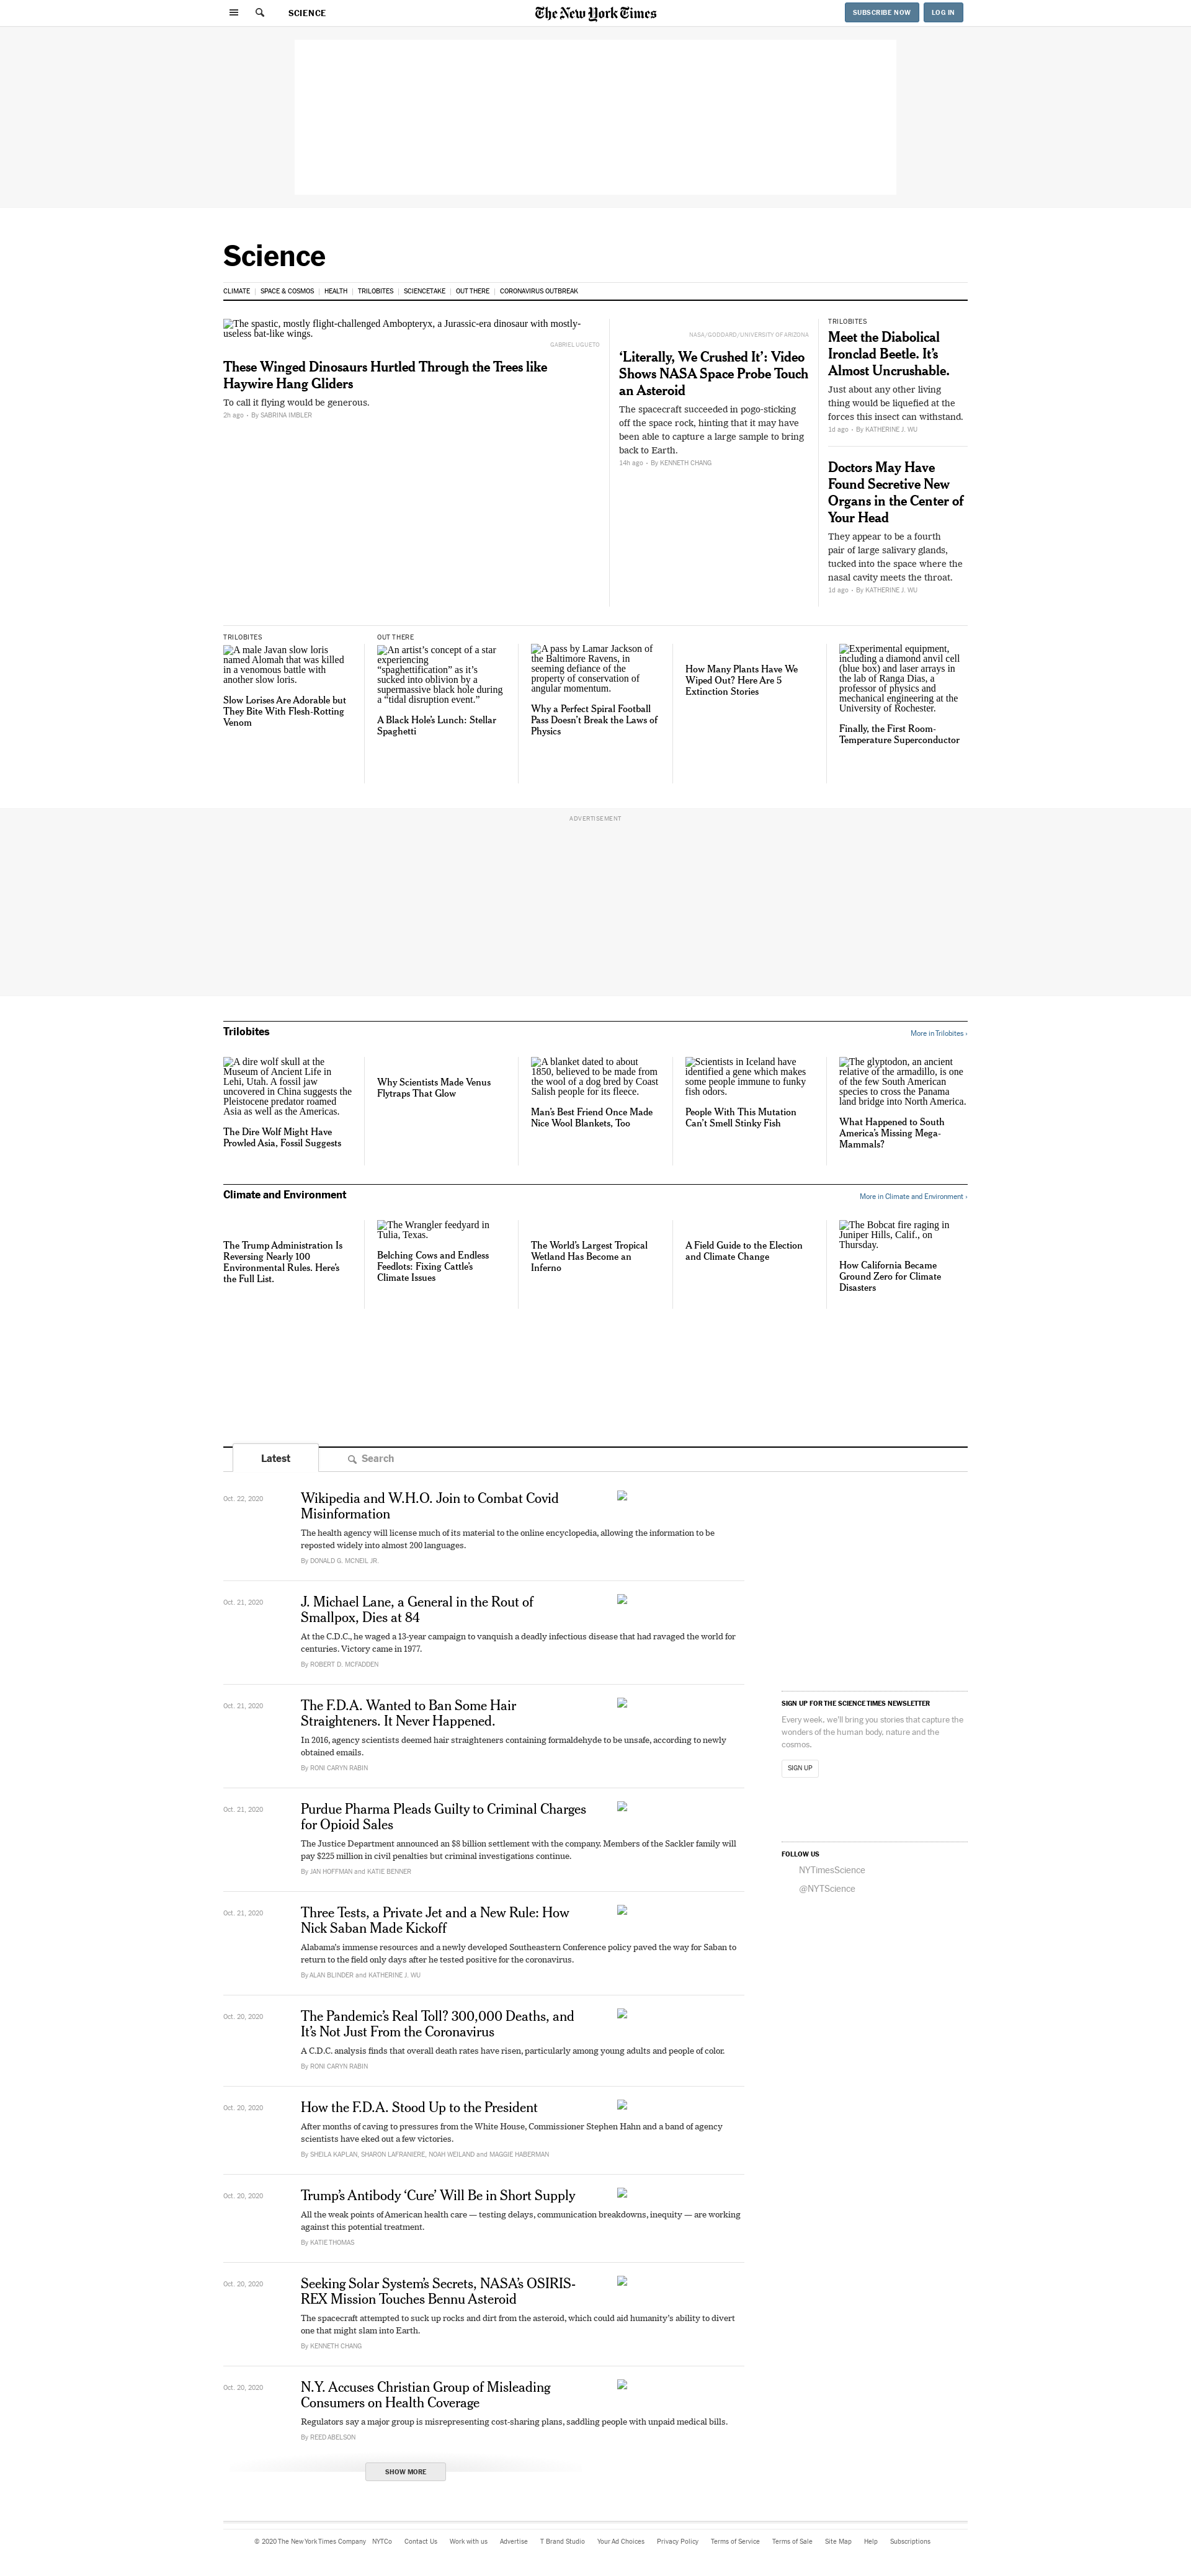 SCIENCE
The New York Times
SUBSCRIBE NOW
LOG IN
Science
CLIMATE
SPACE & COSMOS
HEALTH
TRILOBITES
SCIENCETAKE
OUT THERE
CORONAVIRUS OUTBREAK
The spastic, mostly flight-challenged Ambopteryx, a Jurassic-era dinosaur with mostly-
useless bat-like wings.
GABRIEL UGUETO
These Winged Dinosaurs Hurtled Through the Trees like
Haywire Hang Gliders
To call it flying would be generous.
2h ago - By SABRINA IMBLER
NASA/GODDARD/UNIVERSITY OF ARIZONA
‘Literally, We Crushed It’: Video
Shows NASA Space Probe Touch
an Asteroid
The spacecraft succeeded in pogo-sticking
off the space rock, hinting that it may have
been able to capture a large sample to bring
back to Earth.
14h ago - By KENNETH CHANG
TRILOBITES
Meet the Diabolical
Ironclad Beetle. It’s
Almost Uncrushable.
Just about any other living
thing would be liquefied at the
forces this insect can withstand.
1d ago - By KATHERINE J. WU
Doctors May Have
Found Secretive New
Organs in the Center of
Your Head
They appear to be a fourth
pair of large salivary glands,
tucked into the space where the
nasal cavity meets the throat.
1d ago - By KATHERINE J. WU
TRILOBITES
A male Javan slow loris
named Alomah that was killed
in a venomous battle with
another slow loris.
Slow Lorises Are Adorable but
They Bite With Flesh-Rotting
Venom
OUT THERE
An artist’s concept of a star
experiencing
“spaghettification” as it’s
sucked into oblivion by a
supermassive black hole during
a “tidal disruption event.”
A Black Hole’s Lunch: Stellar
Spaghetti
A pass by Lamar Jackson of
the Baltimore Ravens, in
seeming defiance of the
property of conservation of
angular momentum.
Why a Perfect Spiral Football
Pass Doesn’t Break the Laws of
Physics
How Many Plants Have We
Wiped Out? Here Are 5
Extinction Stories
Experimental equipment,
including a diamond anvil cell
(blue box) and laser arrays in
the lab of Ranga Dias, a
professor of physics and
mechanical engineering at the
University of Rochester.
Finally, the First Room-
Temperature Superconductor
ADVERTISEMENT
Trilobites
More in Trilobites ›
A dire wolf skull at the
Museum of Ancient Life in
Lehi, Utah. A fossil jaw
uncovered in China suggests the
Pleistocene predator roamed
Asia as well as the Americas.
The Dire Wolf Might Have
Prowled Asia, Fossil Suggests
Why Scientists Made Venus
Flytraps That Glow
A blanket dated to about
1850, believed to be made from
the wool of a dog bred by Coast
Salish people for its fleece.
Man’s Best Friend Once Made
Nice Wool Blankets, Too
Scientists in Iceland have
identified a gene which makes
some people immune to funky
fish odors.
People With This Mutation
Can’t Smell Stinky Fish
The glyptodon, an ancient
relative of the armadillo, is one
of the few South American
species to cross the Panama
land bridge into North America.
What Happened to South
America’s Missing Mega-
Mammals?
Climate and Environment
More in Climate and Environment ›
The Trump Administration Is
Reversing Nearly 100
Environmental Rules. Here’s
the Full List.
The Wrangler feedyard in
Tulia, Texas.
Belching Cows and Endless
Feedlots: Fixing Cattle’s
Climate Issues
The World’s Largest Tropical
Wetland Has Become an
Inferno
A Field Guide to the Election
and Climate Change
The Bobcat fire raging in
Juniper Hills, Calif., on
Thursday.
How California Became
Ground Zero for Climate
Disasters
Latest
Search
Oct. 22, 2020
Wikipedia and W.H.O. Join to Combat Covid
Misinformation
The health agency will license much of its material to the online encyclopedia, allowing the information to be
reposted widely into almost 200 languages.
By DONALD G. MCNEIL JR.
Oct. 21, 2020
J. Michael Lane, a General in the Rout of
Smallpox, Dies at 84
At the C.D.C., he waged a 13-year campaign to vanquish a deadly infectious disease that had ravaged the world for
centuries. Victory came in 1977.
By ROBERT D. MCFADDEN
Oct. 21, 2020
The F.D.A. Wanted to Ban Some Hair
Straighteners. It Never Happened.
In 2016, agency scientists deemed hair straighteners containing formaldehyde to be unsafe, according to newly
obtained emails.
By RONI CARYN RABIN
SIGN UP FOR THE SCIENCE TIMES NEWSLETTER
Every week, we’ll bring you stories that capture the
wonders of the human body, nature and the
cosmos.
SIGN UP
Oct. 21, 2020
Purdue Pharma Pleads Guilty to Criminal Charges
for Opioid Sales
The Justice Department announced an $8 billion settlement with the company. Members of the Sackler family will
pay $225 million in civil penalties but criminal investigations continue.
By JAN HOFFMAN and KATIE BENNER
FOLLOW US
NYTimesScience
@NYTScience
Oct. 21, 2020
Three Tests, a Private Jet and a New Rule: How
Nick Saban Made Kickoff
Alabama’s immense resources and a newly developed Southeastern Conference policy paved the way for Saban to
return to the field only days after he tested positive for the coronavirus.
By ALAN BLINDER and KATHERINE J. WU
Oct. 20, 2020
The Pandemic’s Real Toll? 300,000 Deaths, and
It’s Not Just From the Coronavirus
A C.D.C. analysis finds that overall death rates have risen, particularly among young adults and people of color.
By RONI CARYN RABIN
Oct. 20, 2020
How the F.D.A. Stood Up to the President
After months of caving to pressures from the White House, Commissioner Stephen Hahn and a band of agency
scientists have eked out a few victories.
By SHEILA KAPLAN, SHARON LAFRANIERE, NOAH WEILAND and MAGGIE HABERMAN
Oct. 20, 2020
Trump’s Antibody ‘Cure’ Will Be in Short Supply
All the weak points of American health care — testing delays, communication breakdowns, inequity — are working
against this potential treatment.
By KATIE THOMAS
Oct. 20, 2020
Seeking Solar System’s Secrets, NASA’s OSIRIS-
REX Mission Touches Bennu Asteroid
The spacecraft attempted to suck up rocks and dirt from the asteroid, which could aid humanity’s ability to divert
one that might slam into Earth.
By KENNETH CHANG
Oct. 20, 2020
N.Y. Accuses Christian Group of Misleading
Consumers on Health Coverage
Regulators say a major group is misrepresenting cost-sharing plans, saddling people with unpaid medical bills.
By REED ABELSON
SHOW MORE
© 2020 The New York Times Company NYTCo Contact Us Work with us Advertise T Brand Studio Your Ad Choices Privacy Policy Terms of Service Terms of Sale Site Map Help Subscriptions